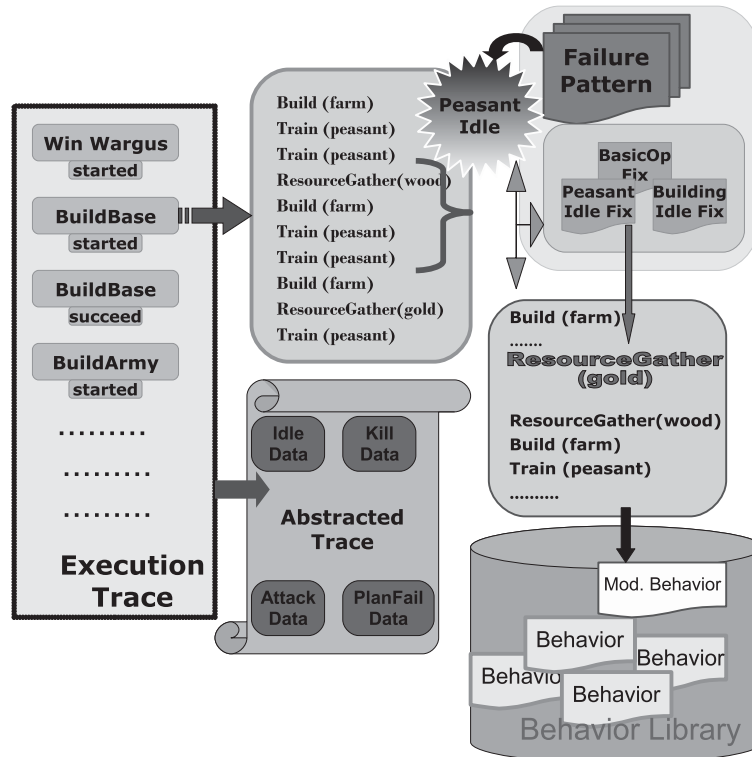 Win Wargus
started
BuildBase
started
BuildBase
succeed
BuildArmy
started
.........
.........
.........
Execution
Trace
Build (farm)
Train (peasant)
Train (peasant)
ResourceGather(wood)
Build (farm)
Train (peasant)
Train (peasant)
Build (farm)
ResourceGather(gold)
Train (peasant)
Peasant
Idle
Failure
Pattern
BasicOp
Fix
Peasant
Idle Fix
Building
Idle Fix
Idle
Data
Kill
Data
Abstracted
Trace
Attack
Data
PlanFail
Data
Build (farm)
.......
ResourceGather
(gold)
ResourceGather(wood)
Build (farm)
Train (peasant)
..........
Mod. Behavior
Behavior
Behavior
Behavior
Behavior
Behavior Library